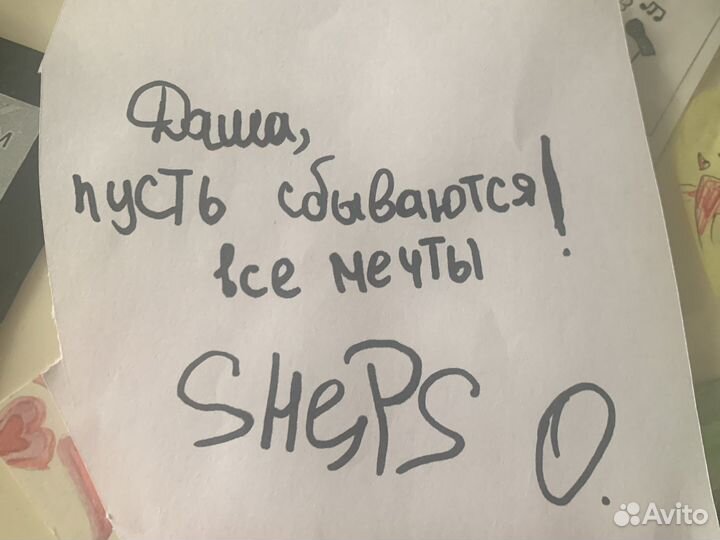 Даша,
пусть сбываются!
все мечты
SHEPS O.
Avito